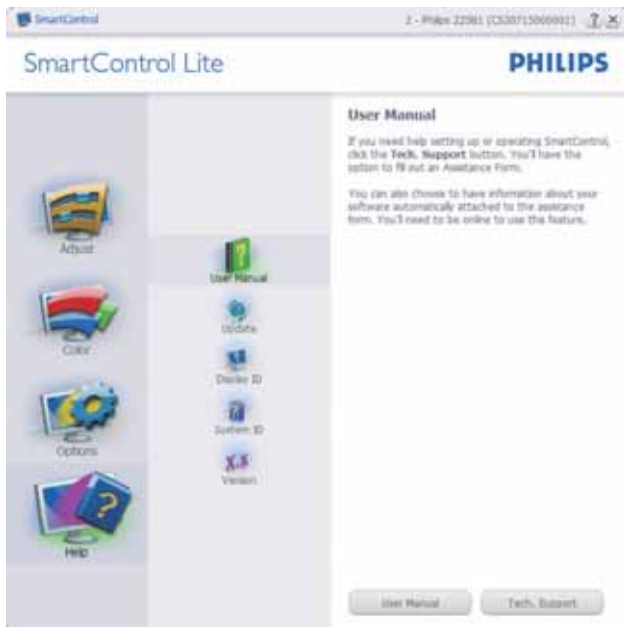 SmartControl
2 - Philips
SmartControl Lite
PHILIPS
Adjust
Color
Options
Help
User Manual
Update
Display ID
System ID
X.X
Version
User Manual
If you need help setting up or operating SmartControl,
click the Tech. Support button. You'll have the
option to fill out an Assistance Form.
You can also choose to have information about your
software automatically attached to the assistance
form. You'll need to be online to use this feature.
User Manual
Tech. Support